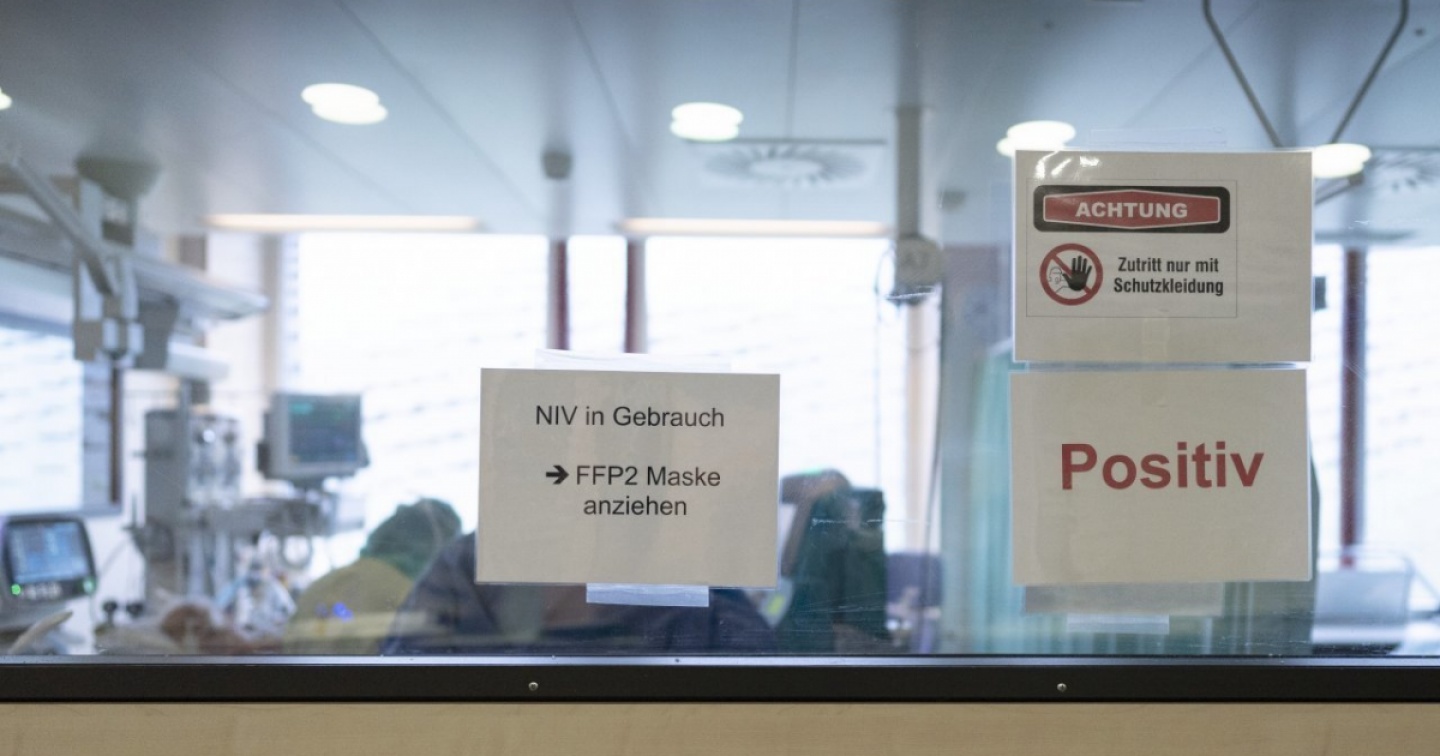 NIV in Gebrauch
➔ FFP2 Maske
anziehen
ACHTUNG
Zutritt nur mit
Schutzkleidung
Positiv